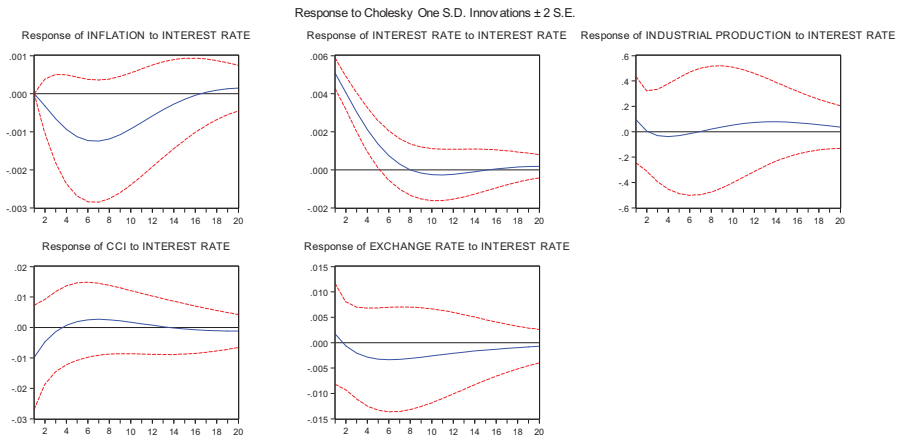 Response to Cholesky One S.D. Innovations ± 2 S.E.
Response of INFLATION to INTEREST RATE
.001
.000
-.001
-.002
-.003
2 4 6 8 10 12 14 16 18 20
Response of INTEREST RATE to INTEREST RATE
.006
.004
.002
.000
-.002
2 4 6 8 10 12 14 16 18 20
Response of INDUSTRIAL PRODUCTION to INTEREST RATE
.6
.4
.2
.0
-.2
-.4
-.6
2 4 6 8 10 12 14 16 18 20
Response of CCI to INTEREST RATE
.02
.01
.00
-.01
-.02
-.03
2 4 6 8 10 12 14 16 18 20
Response of EXCHANGE RATE to INTEREST RATE
.015
.010
.005
.000
-.005
-.010
-.015
2 4 6 8 10 12 14 16 18 20